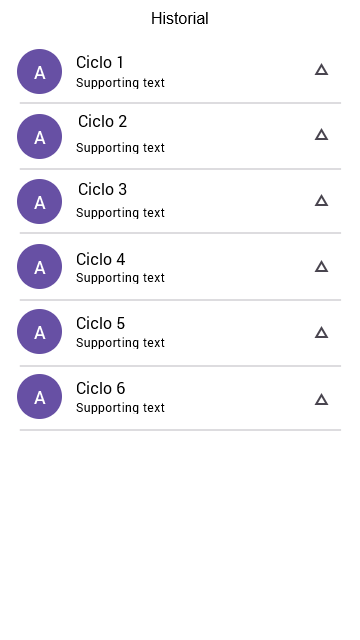 Historial
A
Ciclo 1
Supporting text
A
Ciclo 2
Supporting text
A
Ciclo 3
Supporting text
A
Ciclo 4
Supporting text
A
Ciclo 5
Supporting text
A
Ciclo 6
Supporting text